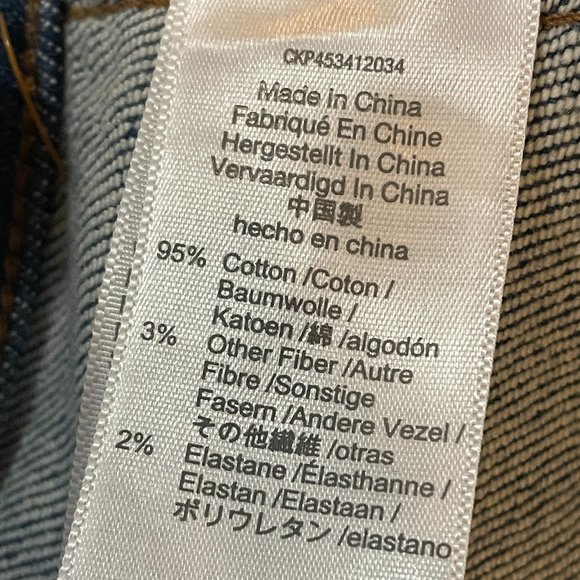 CKP453412034
Made In China
Fabriqué En Chine
Hergestellt In China
Vervaardigd In China
中国製
hecho en china
95% Cotton /Coton /
Baumwolle /
Katoen /綿 /algodón
3% Other Fiber /Autre
Fibre /Sonstige
Fasern /Andere Vezel /
その他繊維 /otras
2% Elastane /Élasthanne /
Elastan /Elastaan /
ポリウレタン /elastano